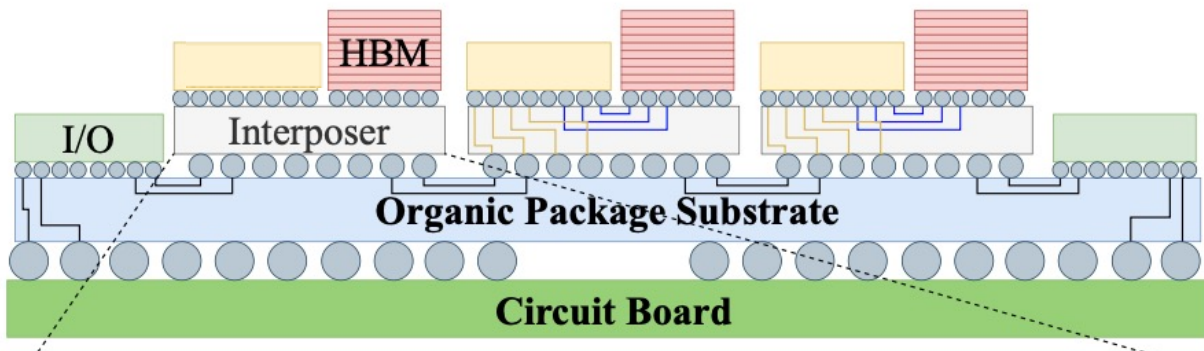 HBM
I/O
Interposer
Organic Package Substrate
Circuit Board